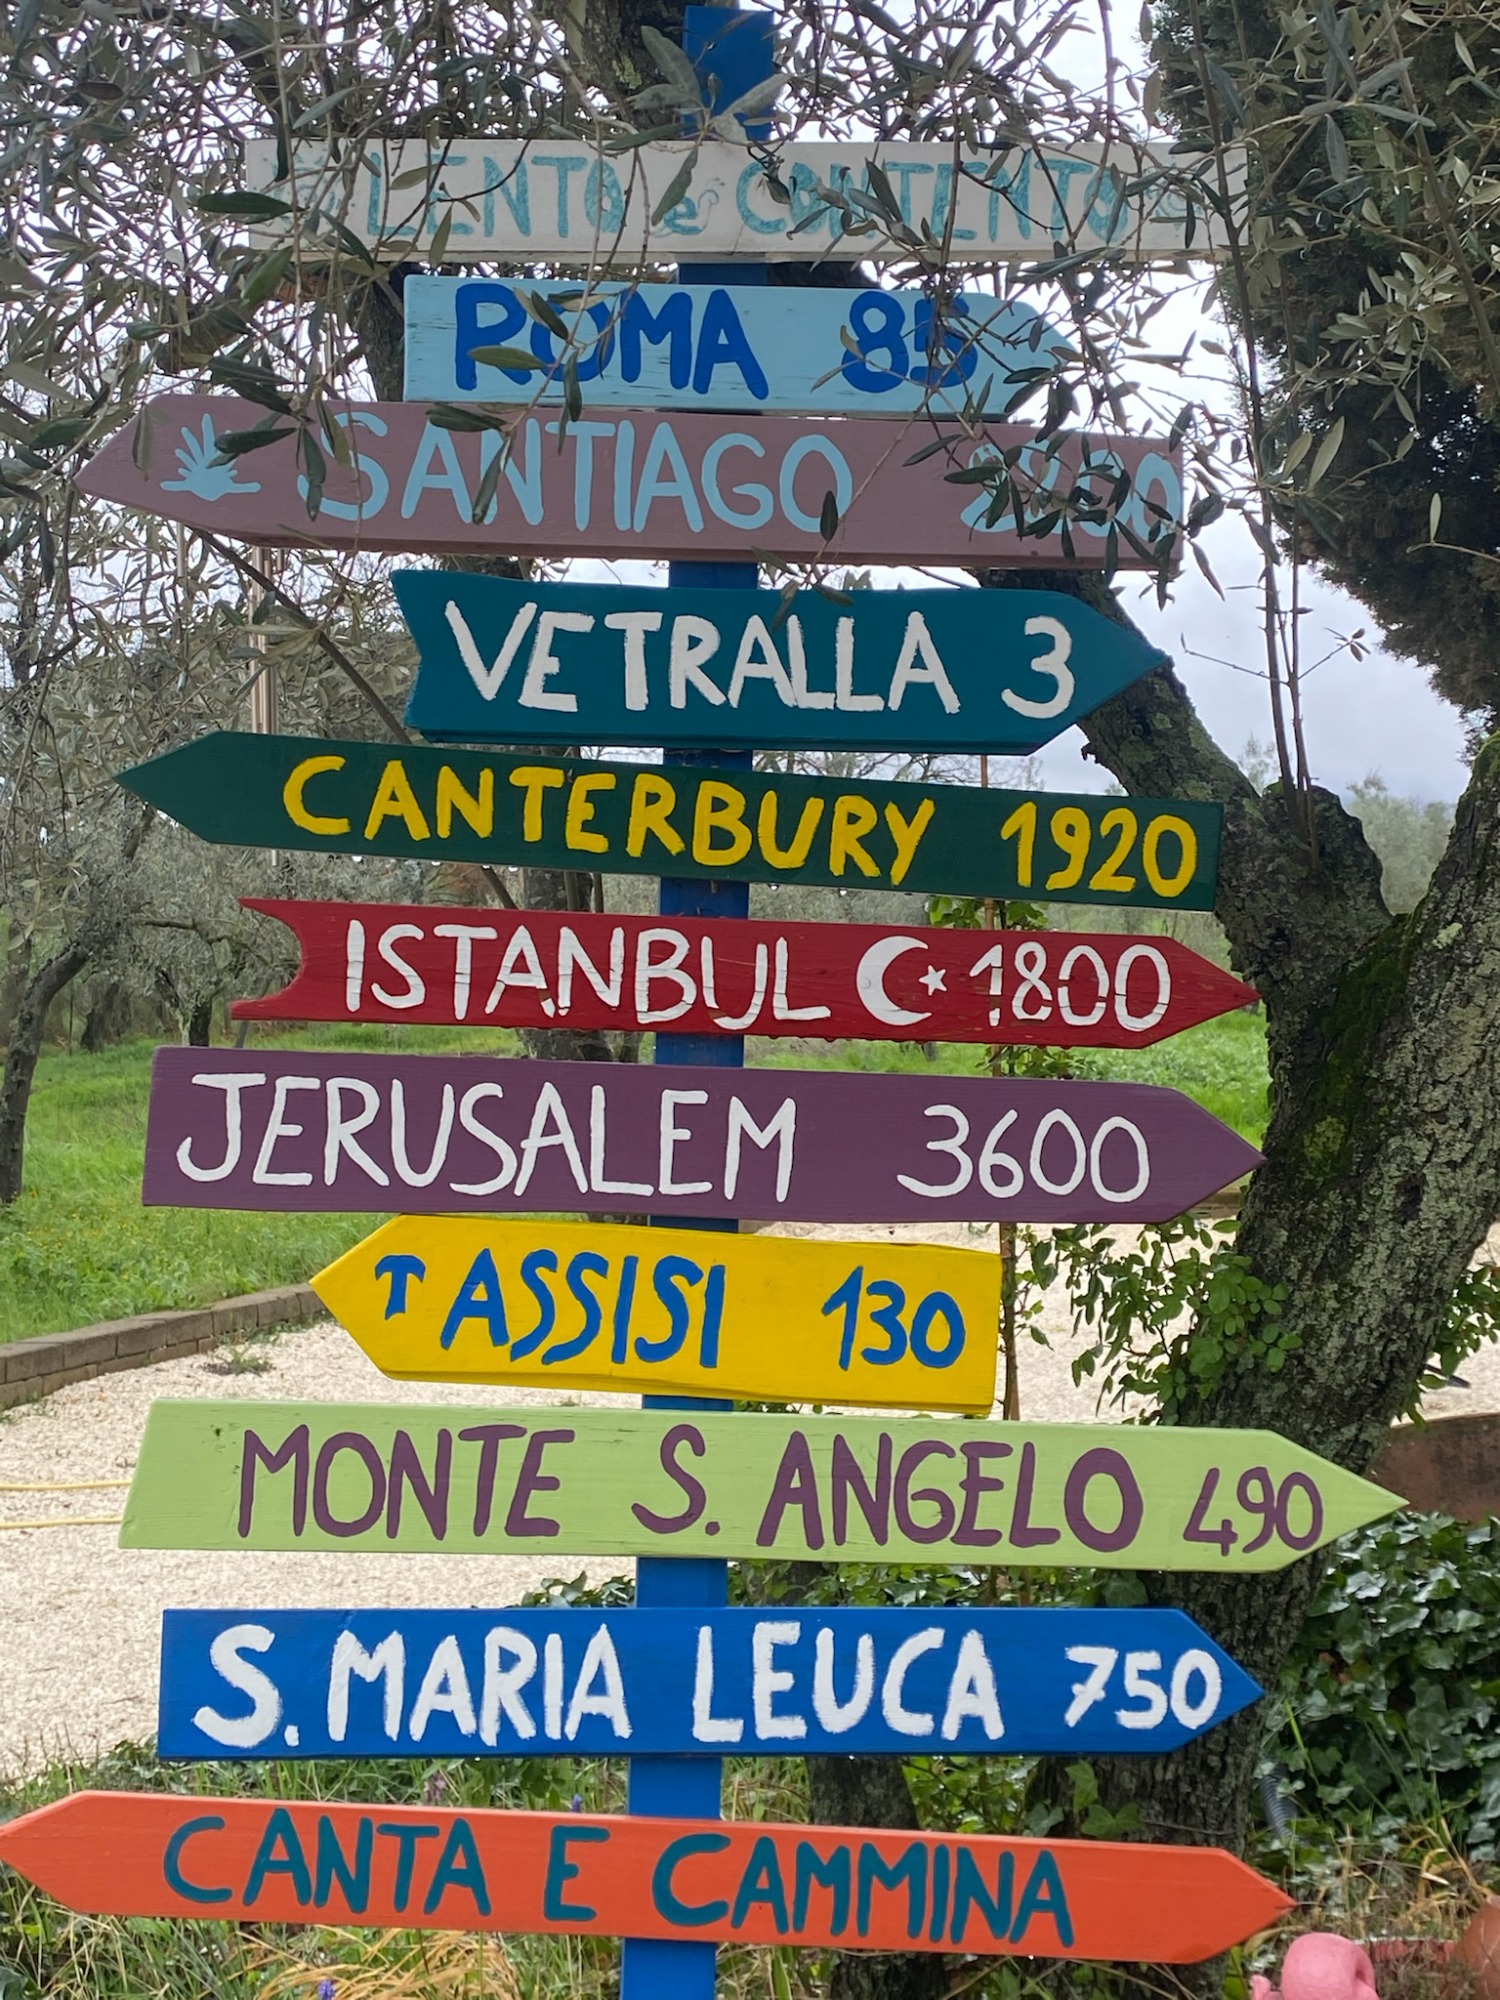 LENTO e CONTENTO
ROMA 85
SANTIAGO
VETRALLA 3
CANTERBURY 1920
ISTANBUL 1800
JERUSALEM 3600
ASSISI 130
MONTE S. ANGELO 490
S. MARIA LEUCA 750
CANTA E CAMMINA